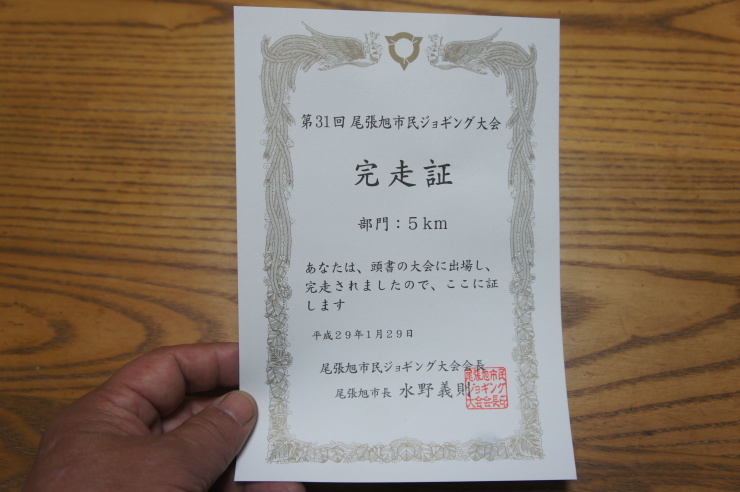 第31回 尾張旭市民ジョギング大会
完走証
部門：5km
あなたは、頭書の大会に出場し、
完走されましたので、ここに証
します
平成29年1月29日
尾張旭市民ジョギング大会会長
尾張旭市長 水野義則
尾張旭市民
ジョギング
大会会長印